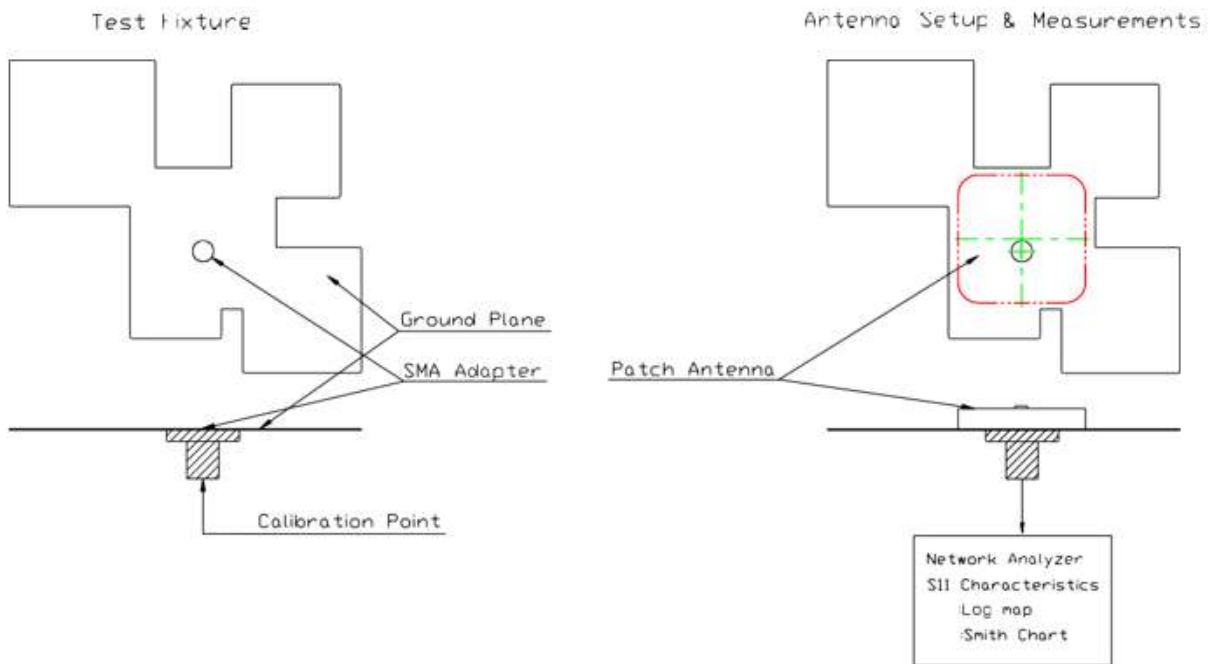 Test Fixture
Antenna Setup & Measurements
Ground Plane
SMA Adapter
Calibration Point
Patch Antenna
Network Analyzer
S11 Characteristics
:Log map
:Smith Chart